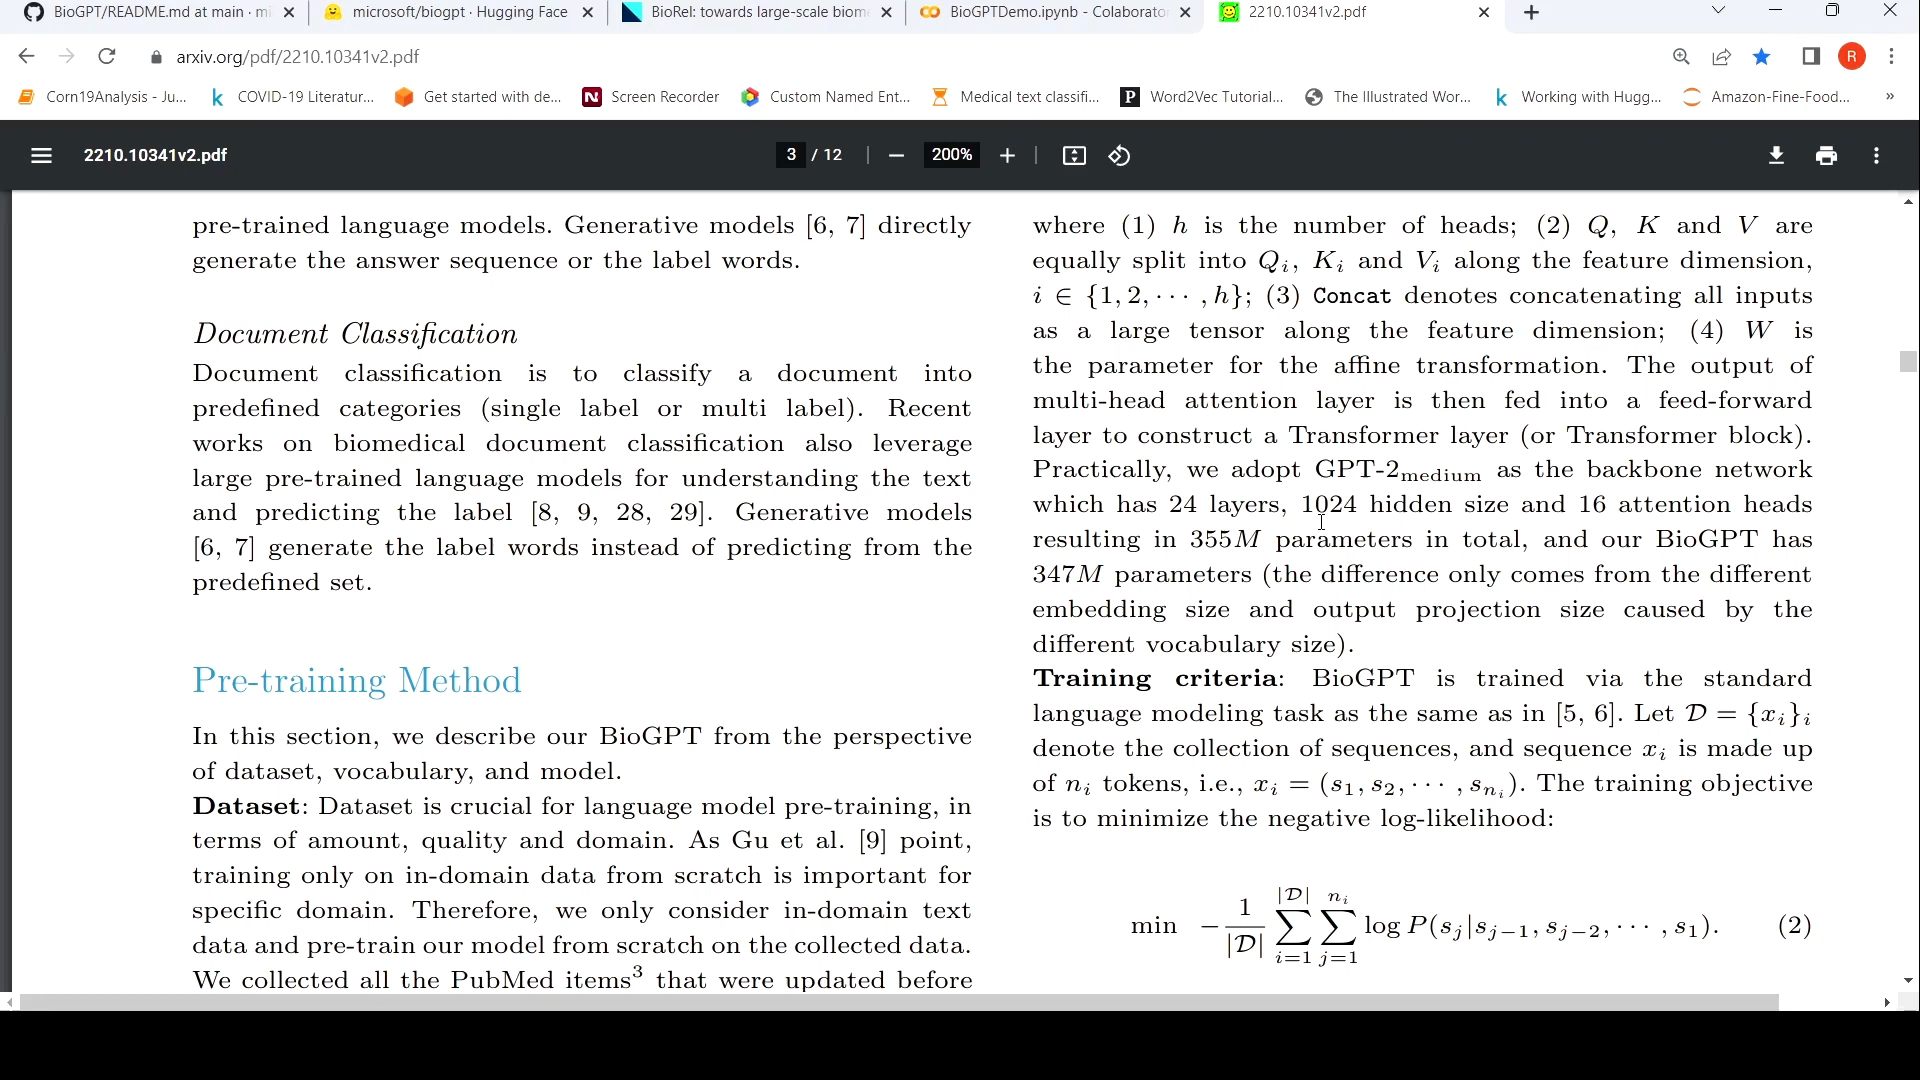 BioGPT/README.md at main · mi
microsoft/biogpt · Hugging Face
BioRel: towards large-scale biome
BioGPTDemo.ipynb - Colaborator
2210.10341v2.pdf
arxiv.org/pdf/2210.10341v2.pdf
R
Corn19Analysis - Ju...
COVID-19 Literatur...
Get started with de...
Screen Recorder
Custom Named Ent...
Medical text classifi...
Word2Vec Tutorial...
The Illustrated Wor...
Working with Hugg...
Amazon-Fine-Food...
»
2210.10341v2.pdf
3 / 12
200%
pre-trained language models. Generative models [6, 7] directly
generate the answer sequence or the label words.
Document Classification
Document classification is to classify a document into
predefined categories (single label or multi label). Recent
works on biomedical document classification also leverage
large pre-trained language models for understanding the text
and predicting the label [8, 9, 28, 29]. Generative models
[6, 7] generate the label words instead of predicting from the
predefined set.
Pre-training Method
In this section, we describe our BioGPT from the perspective
of dataset, vocabulary, and model.
Dataset: Dataset is crucial for language model pre-training, in
terms of amount, quality and domain. As Gu et al. [9] point,
training only on in-domain data from scratch is important for
specific domain. Therefore, we only consider in-domain text
data and pre-train our model from scratch on the collected data.
We collected all the PubMed items³ that were updated before
where (1) h is the number of heads; (2) Q, K and V are
equally split into Qᵢ, Kᵢ and Vᵢ along the feature dimension,
i ∈ {1, 2, ··· , h}; (3) Concat denotes concatenating all inputs
as a large tensor along the feature dimension; (4) W is
the parameter for the affine transformation. The output of
multi-head attention layer is then fed into a feed-forward
layer to construct a Transformer layer (or Transformer block).
Practically, we adopt GPT-2medium as the backbone network
which has 24 layers, 1024 hidden size and 16 attention heads
resulting in 355M parameters in total, and our BioGPT has
347M parameters (the difference only comes from the different
embedding size and output projection size caused by the
different vocabulary size).
Training criteria: BioGPT is trained via the standard
language modeling task as the same as in [5, 6]. Let D = {xᵢ}ᵢ
denote the collection of sequences, and sequence xᵢ is made up
of nᵢ tokens, i.e., xᵢ = (s₁, s₂, ··· , sₙᵢ). The training objective
is to minimize the negative log-likelihood:
min − 1/|D| ∑_{i=1}^{|D|} ∑_{j=1}^{nᵢ} log P(sⱼ|sⱼ₋₁, sⱼ₋₂, ··· , s₁). (2)